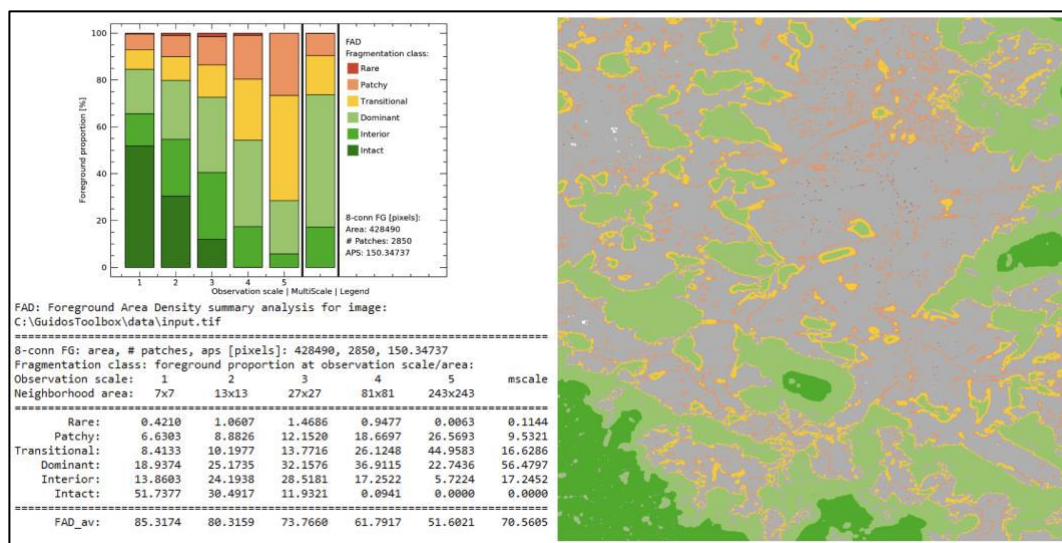 100
80
60
40
20
0
Foreground proportion [%]
1 2 3 4 5
Observation scale | MultiScale | Legend
FAD
Fragmentation class:
Rare
Patchy
Transitional
Dominant
Interior
Intact
8-conn FG [pixels]:
Area: 428490
# Patches: 2850
APS: 150.34737
FAD: Foreground Area Density summary analysis for image:
C:\GuidosToolbox\data\input.tif
8-conn FG: area, # patches, aps [pixels]: 428490, 2850, 150.34737
Fragmentation class: foreground proportion at observation scale/area:
Observation scale: 1 2 3 4 5 mscale
Neighborhood area: 7x7 13x13 27x27 81x81 243x243
Rare: 0.4210 1.0607 1.4686 0.9477 0.0063 0.1144
Patchy: 6.6303 8.8826 12.1520 18.6697 26.5693 9.5321
Transitional: 8.4133 10.1977 13.7716 26.1248 44.9583 16.6286
Dominant: 18.9374 25.1735 32.1576 36.9115 22.7436 56.4797
Interior: 13.8603 24.1938 28.5181 17.2522 5.7224 17.2452
Intact: 51.7377 30.4917 11.9321 0.0941 0.0000 0.0000
FAD_av: 85.3174 80.3159 73.7660 61.7917 51.6021 70.5605